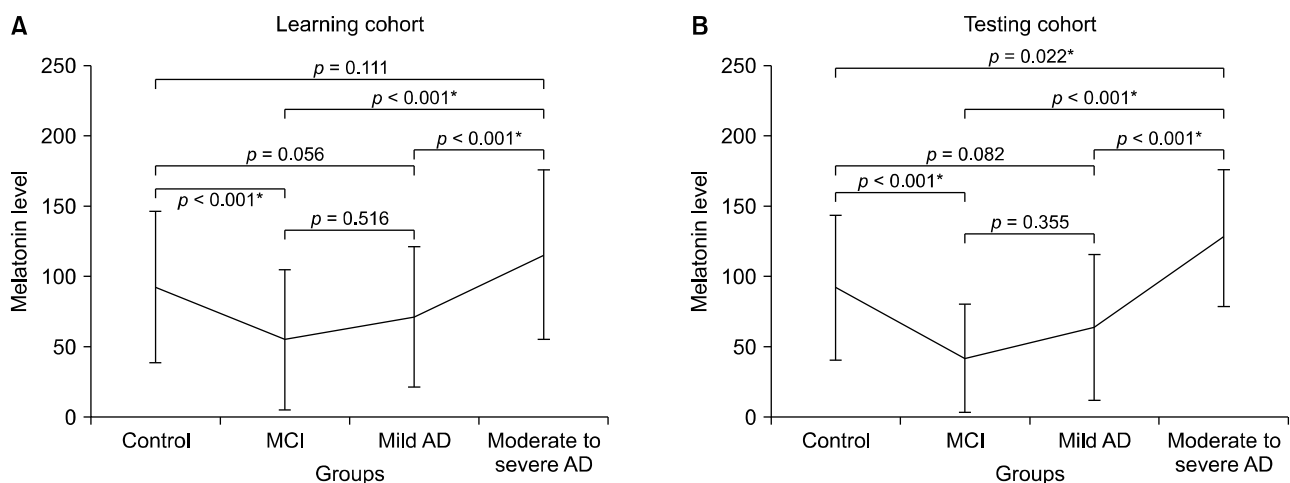 A
Learning cohort
250
200
150
100
50
0
Melatonin level
p = 0.111
p < 0.001*
p < 0.001*
p = 0.056
p < 0.001*
p = 0.516
Control
MCI
Mild AD
Moderate to
severe AD
Groups
B
Testing cohort
250
200
150
100
50
0
Melatonin level
p = 0.022*
p < 0.001*
p < 0.001*
p = 0.082
p < 0.001*
p = 0.355
Control
MCI
Mild AD
Moderate to
severe AD
Groups